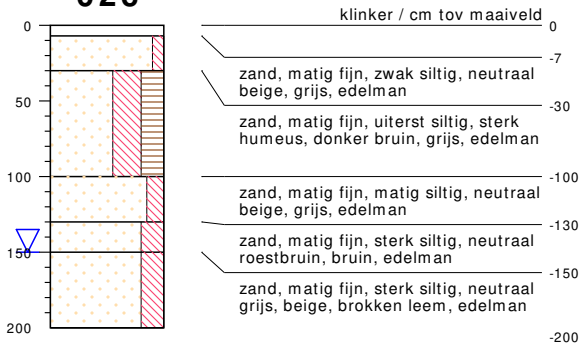 klinker / cm tov maaiveld
0
0
-7
zand, matig fijn, zwak siltig, neutraal
beige, grijs, edelman
-30
50
zand, matig fijn, uiterst siltig, sterk
humeus, donker bruin, grijs, edelman
100
-100
zand, matig fijn, matig siltig, neutraal
beige, grijs, edelman
-130
zand, matig fijn, sterk siltig, neutraal
roestbruin, bruin, edelman
150
-150
zand, matig fijn, sterk siltig, neutraal
grijs, beige, brokken leem, edelman
200
-200